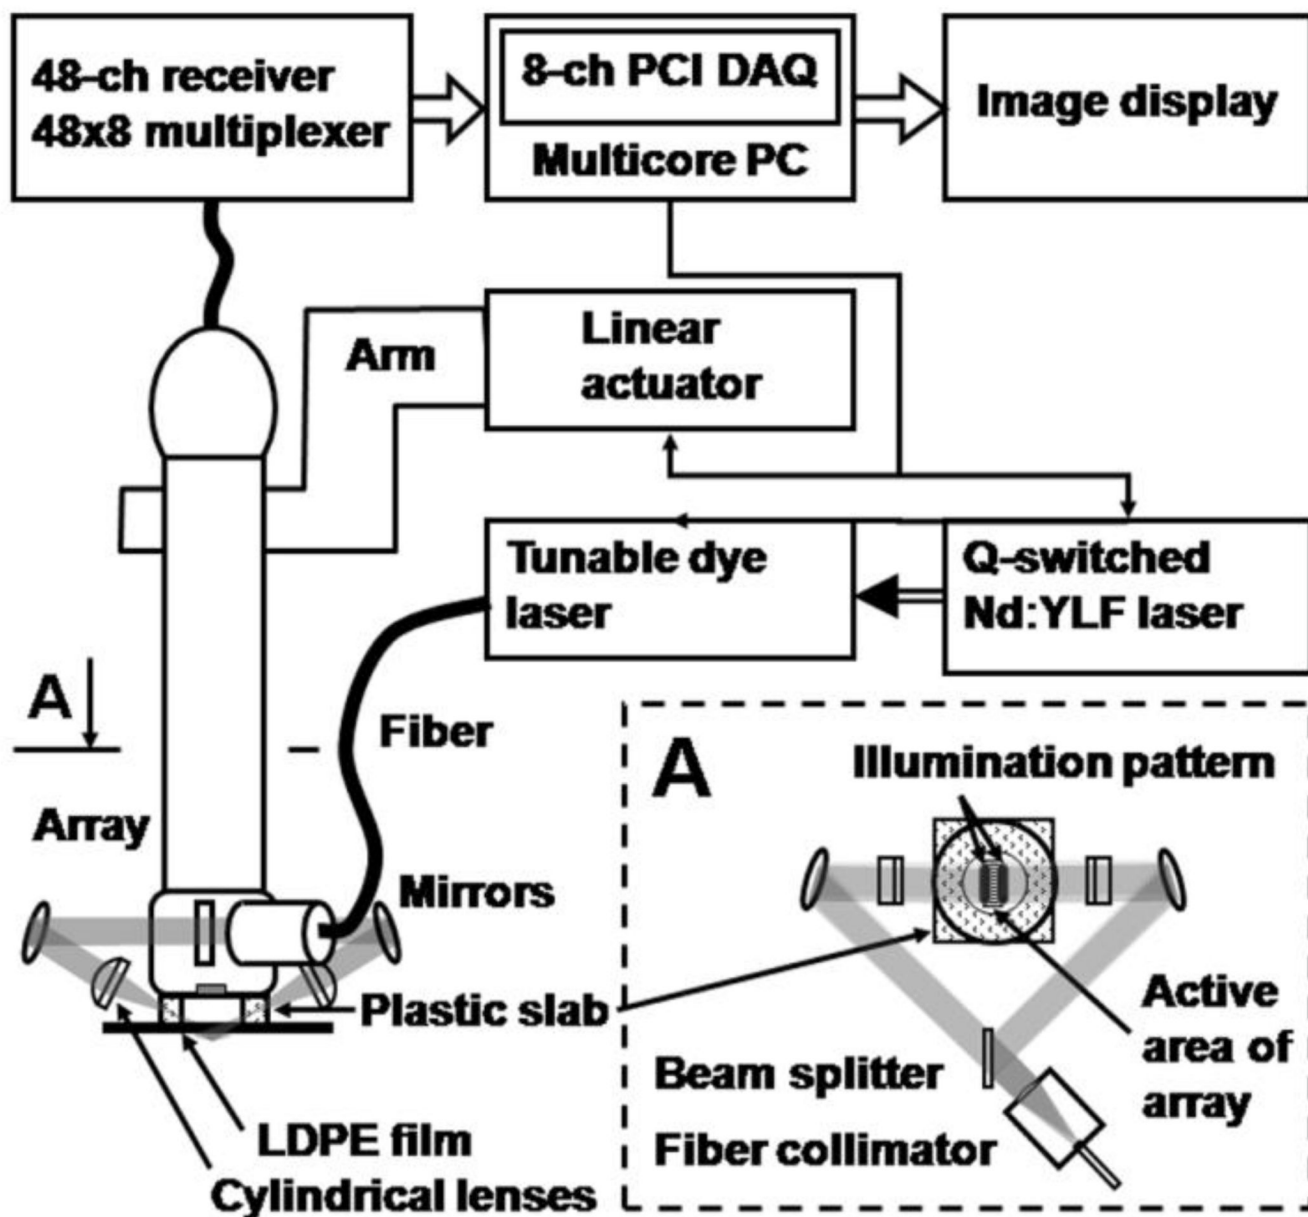 48-ch receiver
48x8 multiplexer
8-ch PCI DAQ
Multicore PC
Image display
Linear
actuator
Arm
Tunable dye
laser
Q-switched
Nd:YLF laser
A
Fiber
Array
Mirrors
Plastic slab
LDPE film
Cylindrical lenses
A
Illumination pattern
Active
area of
array
Beam splitter
Fiber collimator